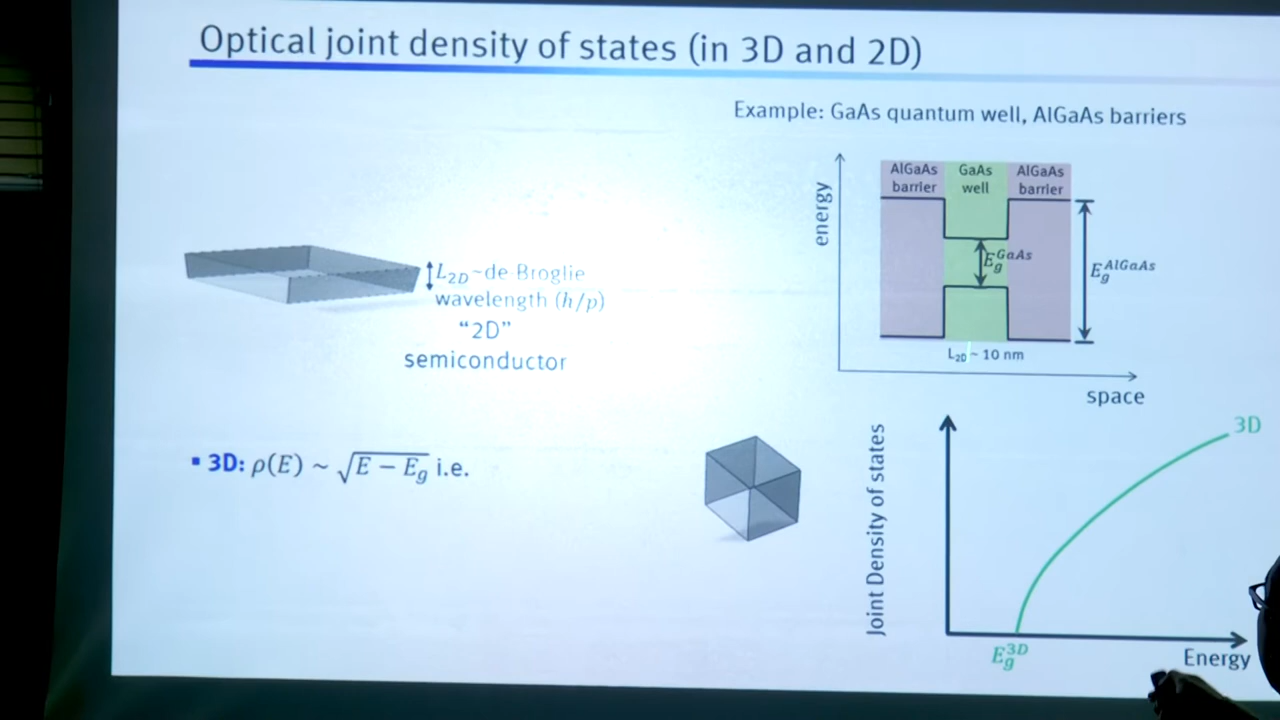 Optical joint density of states (in 3D and 2D)
Example: GaAs quantum well, AlGaAs barriers
energy
AlGaAs barrier
GaAs well
AlGaAs barrier
E_g^GaAs
E_g^AlGaAs
L_2D ~ 10 nm
space
L_2D ~de-Broglie
wavelength (h/p)
“2D”
semiconductor
▪ 3D: ρ(E) ~ √(E − E_g) i.e.
Joint Density of states
3D
E_g^3D
Energy